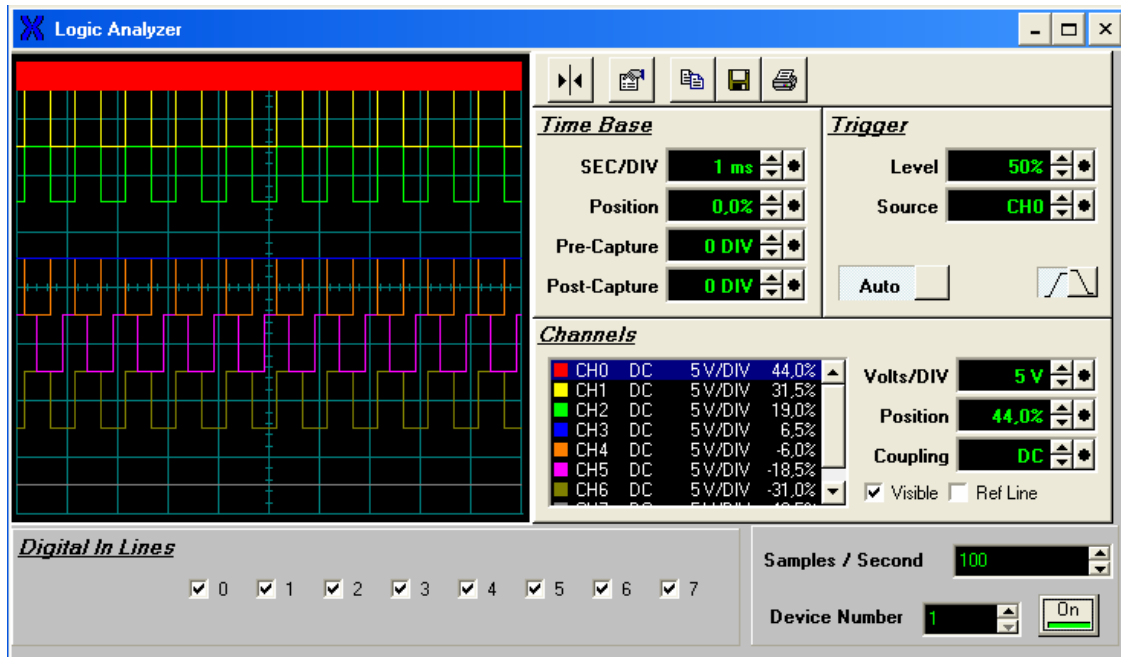 Logic Analyzer
Time Base
SEC/DIV 1 ms
Position 0,0%
Pre-Capture 0 DIV
Post-Capture 0 DIV
Trigger
Level 50%
Source CH0
Auto
Channels
CH0 DC 5 V/DIV 44,0%
CH1 DC 5 V/DIV 31,5%
CH2 DC 5 V/DIV 19,0%
CH3 DC 5 V/DIV 6,5%
CH4 DC 5 V/DIV -6,0%
CH5 DC 5 V/DIV -18,5%
CH6 DC 5 V/DIV -31,0%
Volts/DIV 5 V
Position 44,0%
Coupling DC
Visible Ref Line
Digital In Lines
0 1 2 3 4 5 6 7
Samples / Second 100
Device Number 1
On